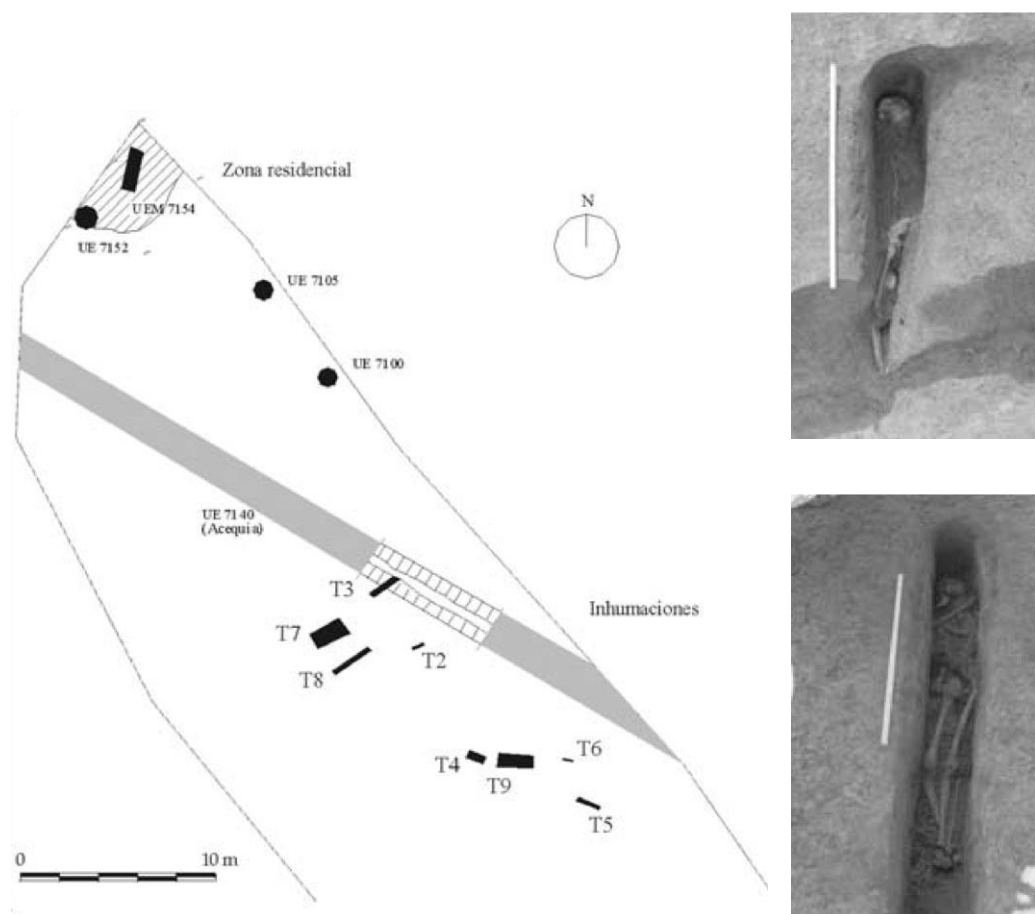 Zona residencial
UEM 7154
UE 7152
N
UE 7105
UE 7100
UE 7140
(Acequia)
T3
Inhumaciones
T7
T2
T8
T6
T4
T9
T5
0 10 m